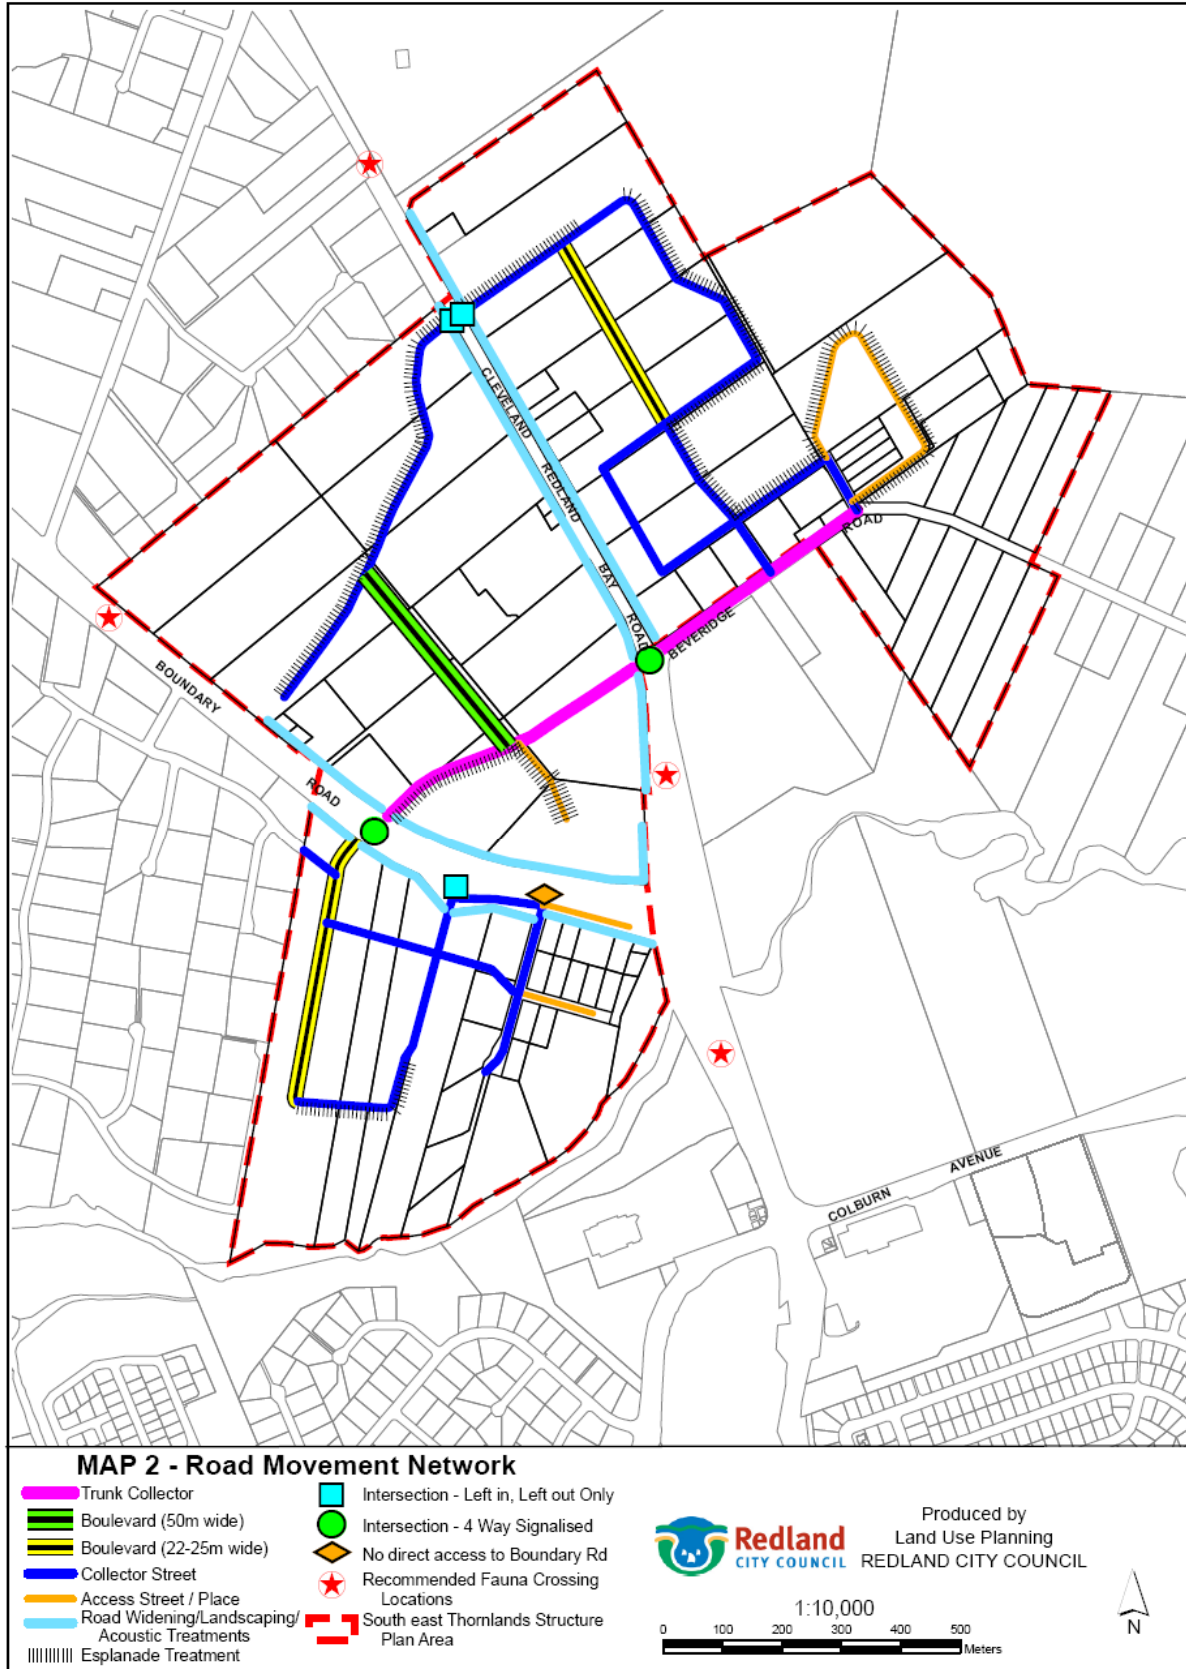 CLEVELAND
REDLAND
BAY
ROAD
BEVERIDGE
ROAD
BOUNDARY
ROAD
COLBURN
AVENUE
MAP 2 - Road Movement Network
Trunk Collector
Boulevard (50m wide)
Boulevard (22-25m wide)
Collector Street
Access Street / Place
Road Widening/Landscaping/
Acoustic Treatments
Esplanade Treatment
Intersection - Left in, Left out Only
Intersection - 4 Way Signalised
No direct access to Boundary Rd
Recommended Fauna Crossing
Locations
South east Thornlands Structure
Plan Area
Redland
CITY COUNCIL
Produced by
Land Use Planning
REDLAND CITY COUNCIL
1:10,000
0 100 200 300 400 500
Meters
N